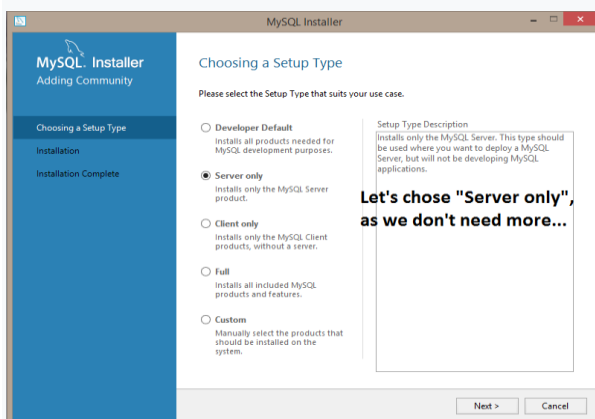 MySQL Installer
MySQL. Installer
Adding Community
Choosing a Setup Type
Installation
Installation Complete
Choosing a Setup Type
Please select the Setup Type that suits your use case.
Developer Default
Installs all products needed for
MySQL development purposes.
Server only
Installs only the MySQL Server
product.
Client only
Installs only the MySQL Client
products, without a server.
Full
Installs all included MySQL
products and features.
Custom
Manually select the products that
should be installed on the
system.
Setup Type Description
Installs only the MySQL Server. This type should
be used where you want to deploy a MySQL
Server, but will not be developing MySQL
applications.
Let's chose "Server only",
as we don't need more...
Next >
Cancel